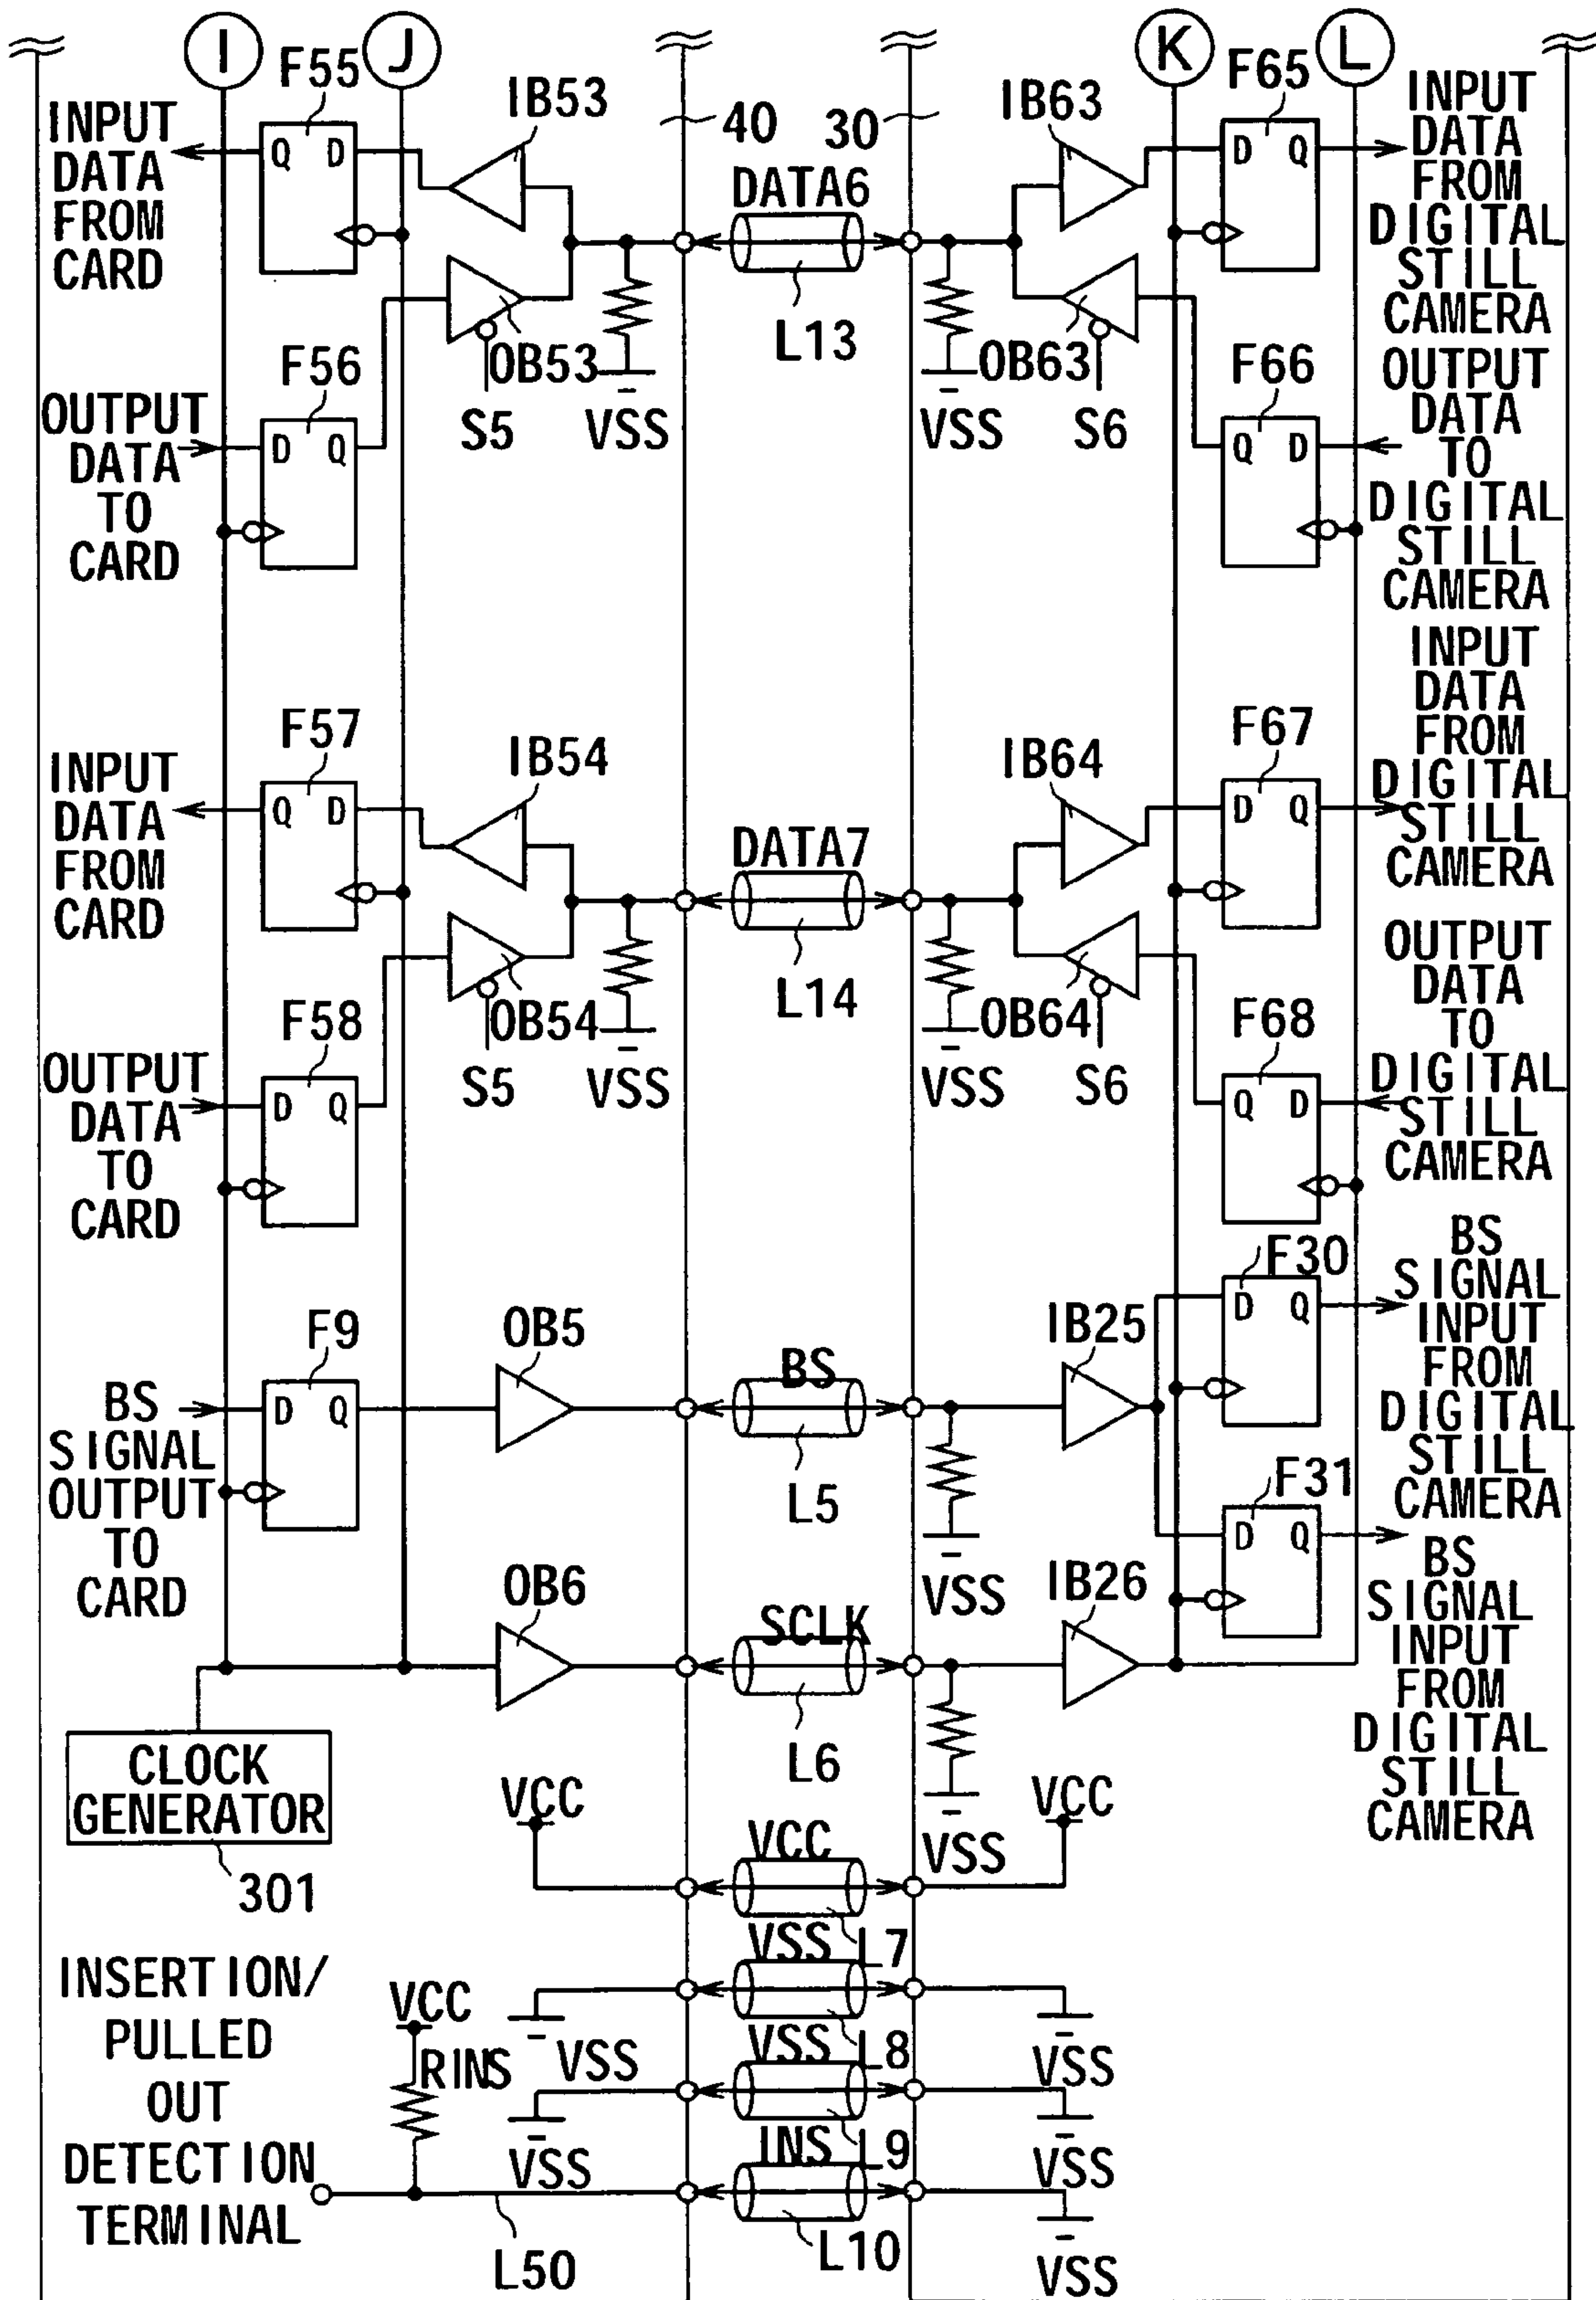 I
J
K
L
F55
IB53
40
30
IB63
F65
INPUT
DATA
FROM
CARD
Q D
DATA6
D Q
INPUT
DATA
FROM
DIGITAL
STILL
CAMERA
L13
OB53
OB63
F56
S5
VSS
VSS
S6
F66
OUTPUT
DATA
TO
CARD
D Q
Q D
OUTPUT
DATA
TO
DIGITAL
STILL
CAMERA
F57
IB54
IB64
F67
INPUT
DATA
FROM
CARD
Q D
DATA7
D Q
INPUT
DATA
FROM
DIGITAL
STILL
CAMERA
L14
OB54
OB64
F58
S5
VSS
VSS
S6
F68
OUTPUT
DATA
TO
CARD
D Q
Q D
OUTPUT
DATA
TO
DIGITAL
STILL
CAMERA
F9
OB5
BS
IB25
F30
BS
SIGNAL
OUTPUT
TO
CARD
D Q
D Q
BS
SIGNAL
INPUT
FROM
DIGITAL
STILL
CAMERA
L5
VSS
F31
D Q
BS
SIGNAL
INPUT
FROM
DIGITAL
STILL
CAMERA
OB6
SCLK
IB26
L6
VSS
CLOCK
GENERATOR
301
VCC
VCC
VCC
L7
VSS
VSS
VSS
L8
VSS
VSS
VSS
L9
INSERTION/
PULLED
OUT
DETECTION
TERMINAL
VCC
RINS
L50
INS
L10
VSS